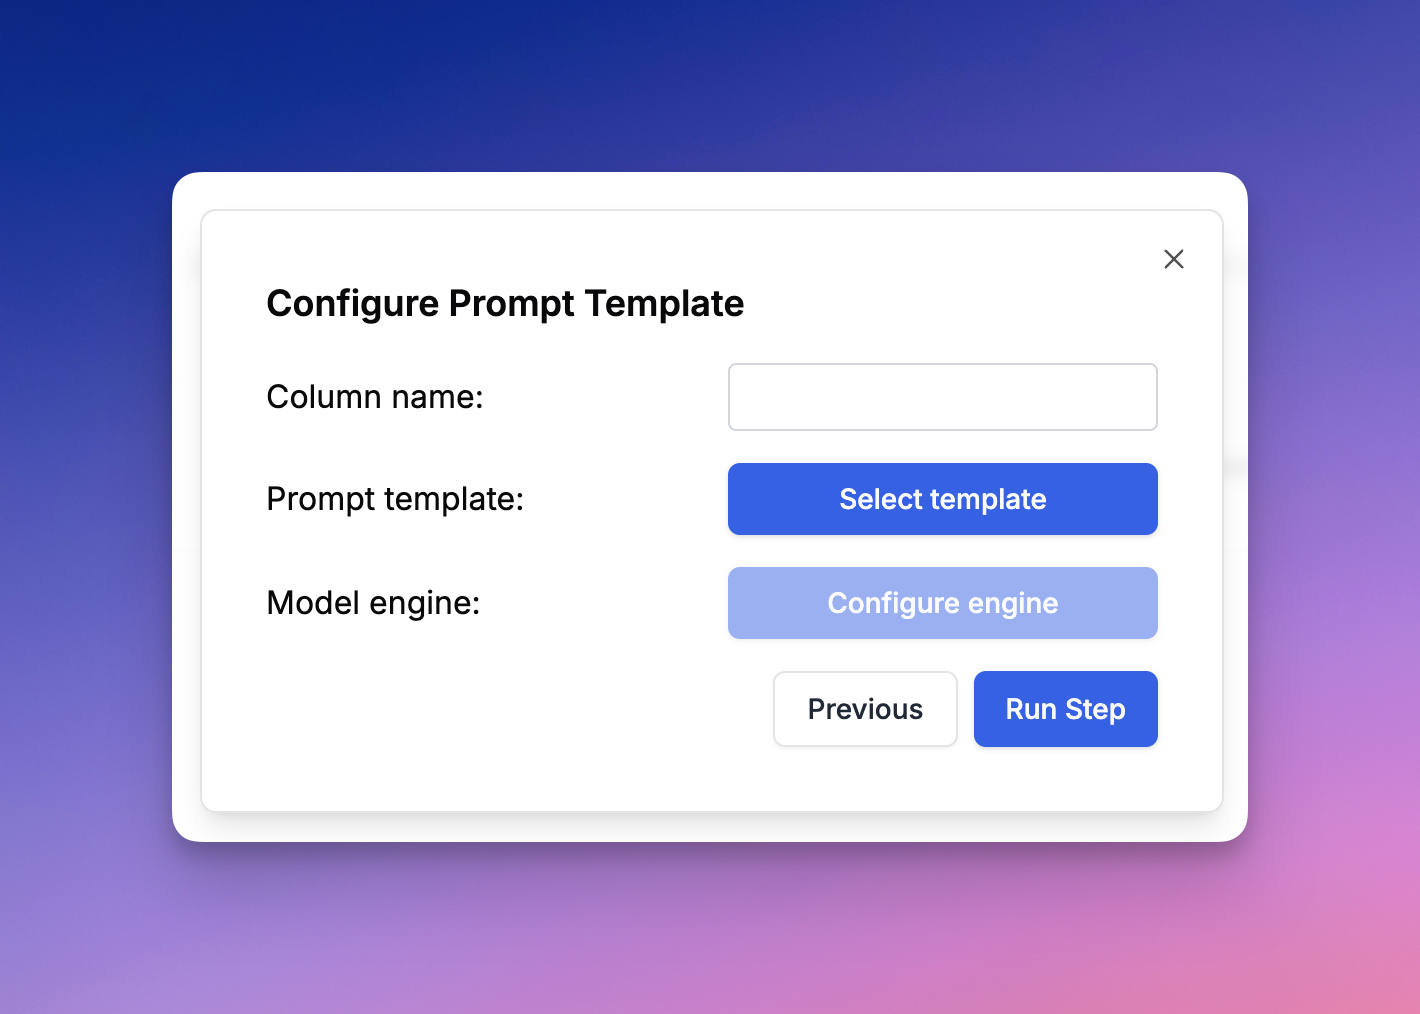 Configure Prompt Template
Column name:
Prompt template:
Select template
Model engine:
Configure engine
Previous
Run Step